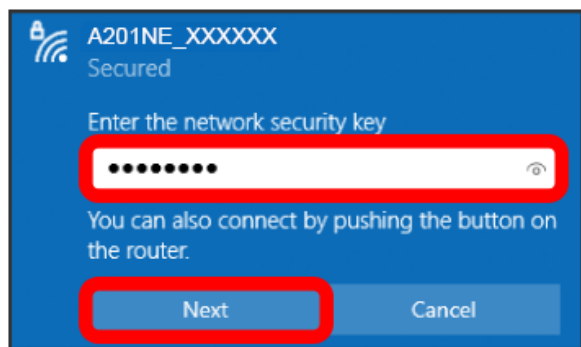 A201NE_XXXXXX
Secured
Enter the network security key
••••••••
You can also connect by pushing the button on
the router.
Next Cancel